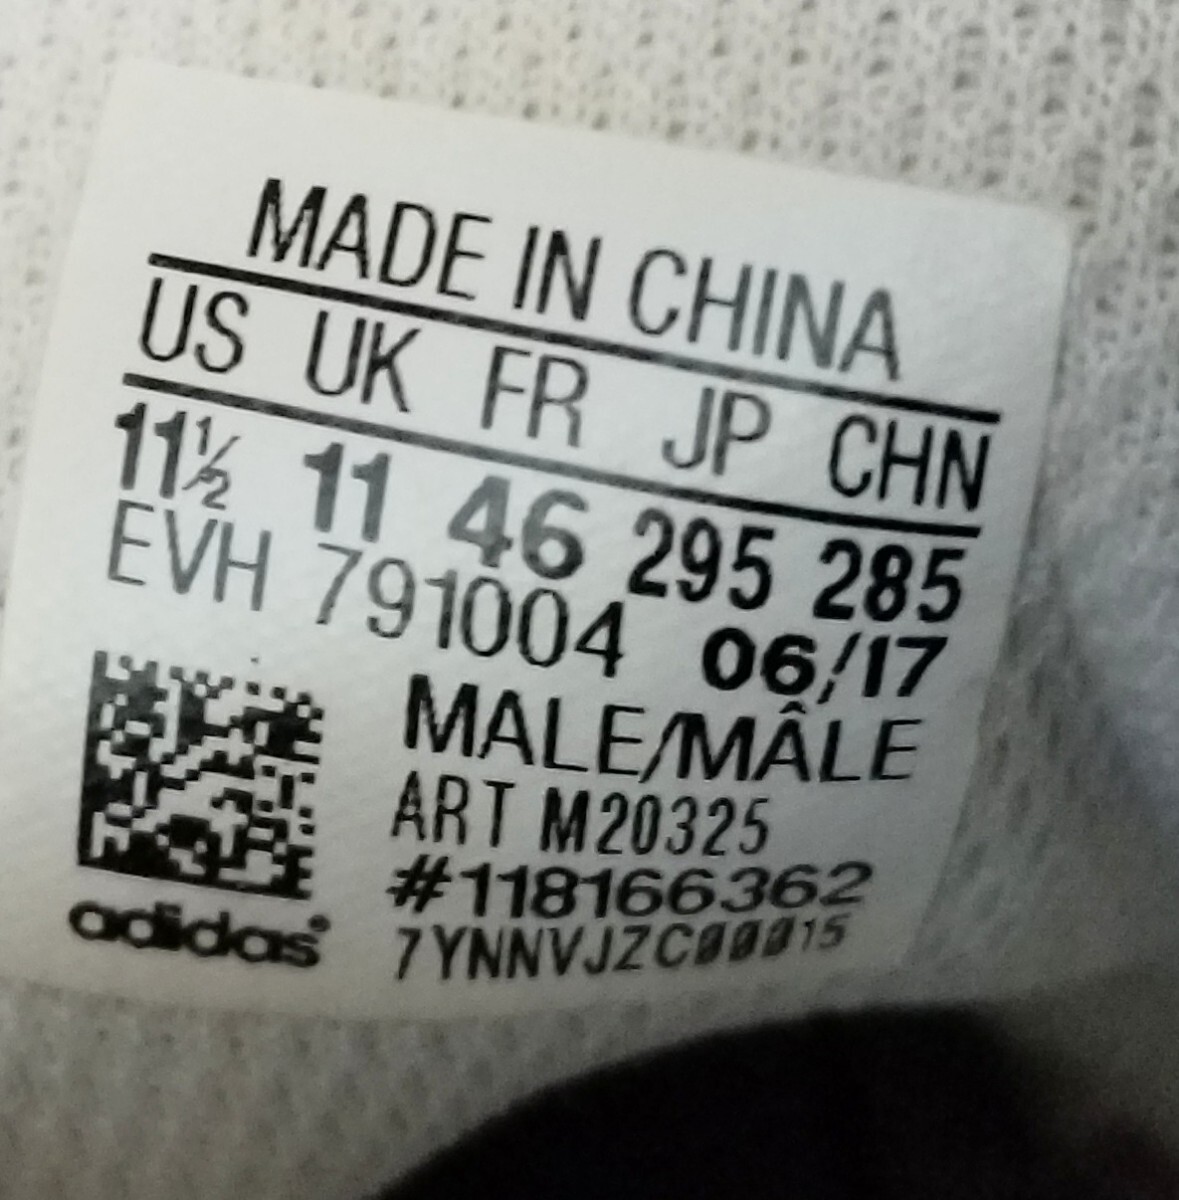 MADE IN CHINA
US UK FR JP CHN
11½ 11 46 295 285
EVH 791004 06/17
MALE/MÂLE
ART M20325
#118166362
7YNNVJZC00015
adidas®